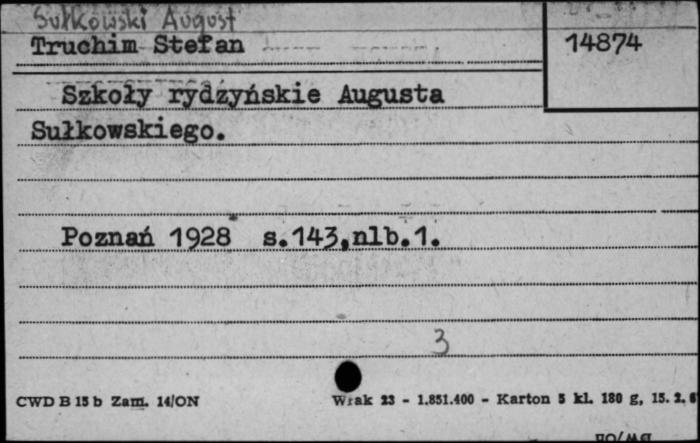 Sułkowski August
Truchim Stefan
14874
Szkoły rydzyńskie Augusta
Sułkowskiego.
Poznań 1928 s.143,nlb.1.
3
CWD B 15 b Zam. 14/ON
Wrak 23 - 1.851.400 - Karton 5 kl. 180 g, 15. 2. 6